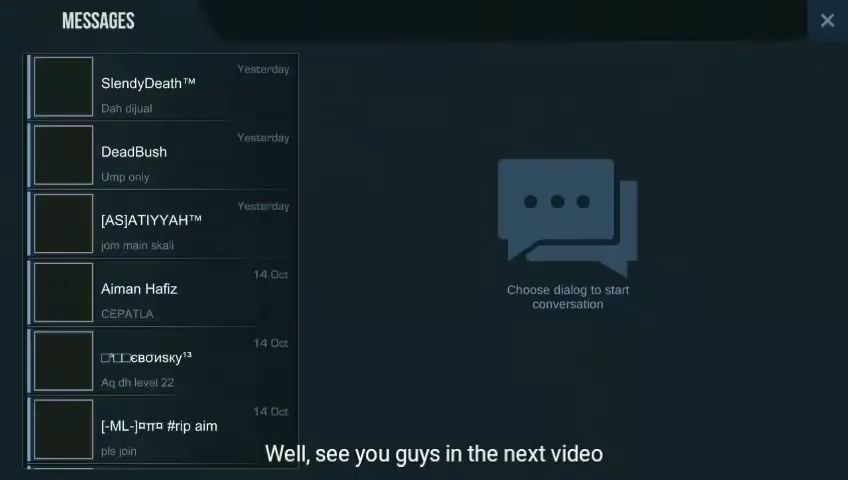 MESSAGES
Yesterday
SlendyDeath™
Dah dijual
Yesterday
DeadBush
Ump only
Yesterday
[AS]ATIYYAH™
jom main skali
14 Oct
Aiman Hafiz
CEPATLA
14 Oct
євσиѕку¹³
Aq dh level 22
14 Oct
[-ML-]¤π¤ #rip aim
pls join
Choose dialog to start
conversation
Well, see you guys in the next video